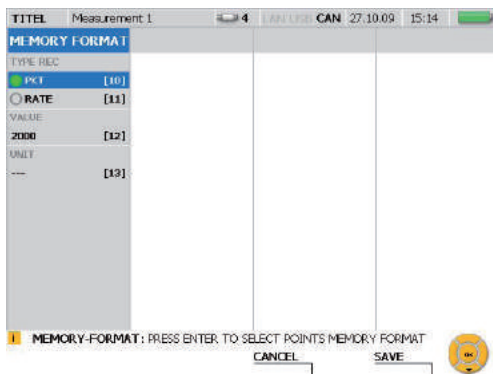 TITEL Measurement 1 4 LAN USB CAN 27.10.09 15:14
MEMORY FORMAT
TYPE REC
PKT [10]
RATE [11]
VALUE
2000 [12]
UNIT
--- [13]
i MEMORY-FORMAT: PRESS ENTER TO SELECT POINTS MEMORY FORMAT
CANCEL SAVE
OK